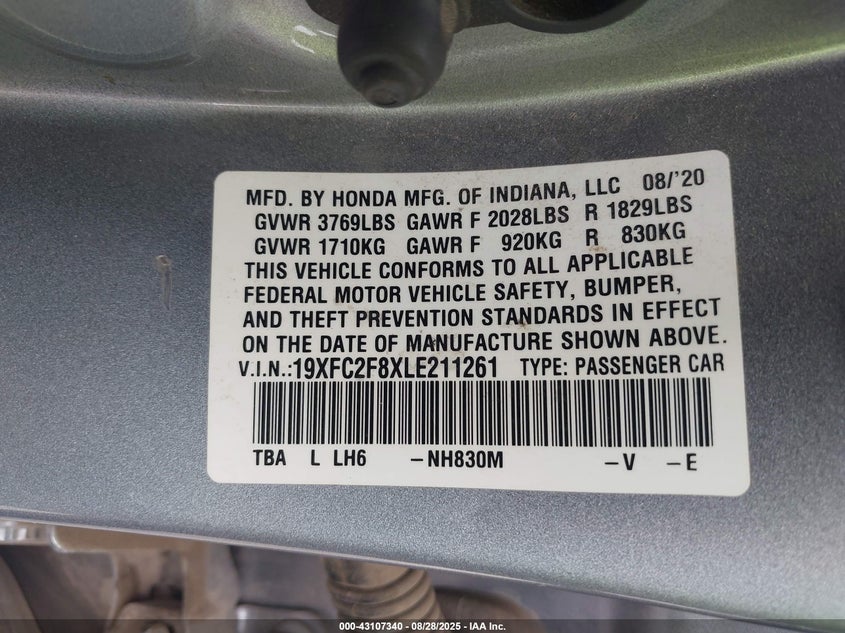 MFD. BY HONDA MFG. OF INDIANA, LLC 08/'20
GVWR 3769LBS GAWR F 2028LBS R 1829LBS
GVWR 1710KG GAWR F 920KG R 830KG
THIS VEHICLE CONFORMS TO ALL APPLICABLE
FEDERAL MOTOR VEHICLE SAFETY, BUMPER,
AND THEFT PREVENTION STANDARDS IN EFFECT
ON THE DATE OF MANUFACTURE SHOWN ABOVE.
V.I.N.:19XFC2F8XLE211261 TYPE: PASSENGER CAR
TBA L LH6 -NH830M -V -E
000-43107340 - 08/28/2025 - IAA Inc.